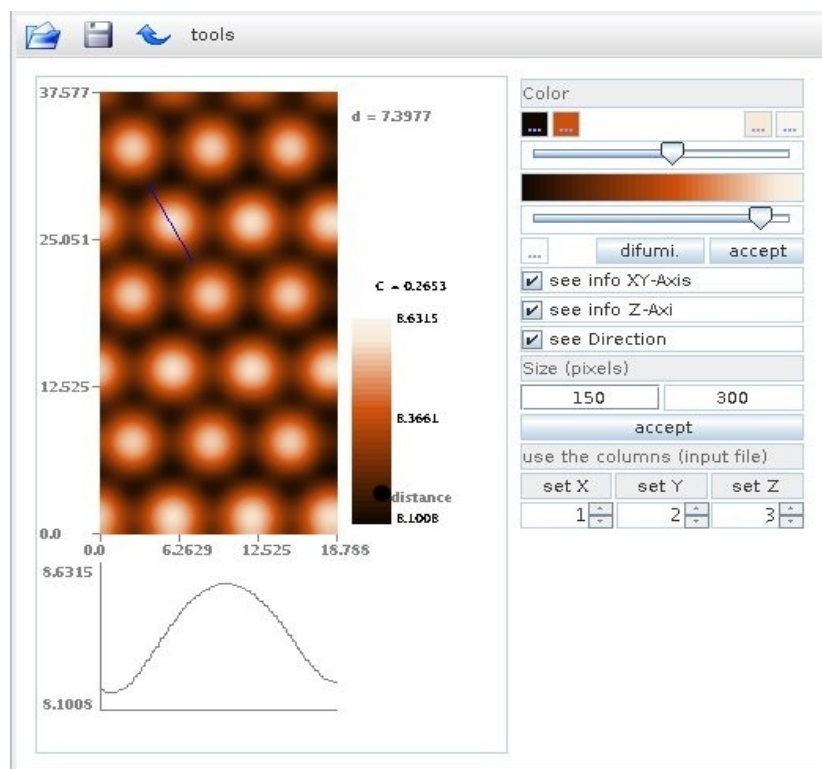 tools
37.577
d = 7.3977
25.051
C = 0.2653
8.6315
12.525
8.3661
distance
8.1008
0.0
0.0 6.2629 12.525 18.788
8.6315
8.1008
Color
... ... ... ...
... difumi. accept
see info XY-Axis
see info Z-Axi
see Direction
Size (pixels)
150 300
accept
use the columns (input file)
set X set Y set Z
1 2 3